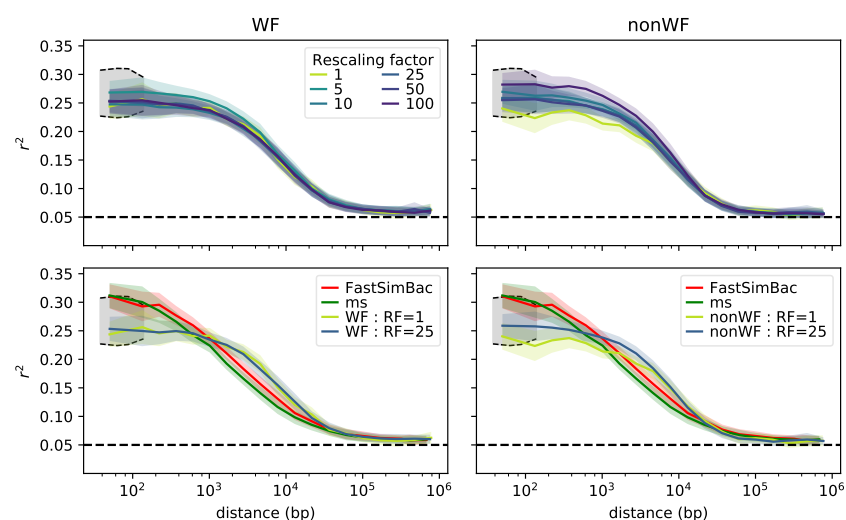 WF
nonWF
0.35
0.30
0.25
0.20
0.15
0.10
0.05
r²
Rescaling factor
1
25
5
50
10
100
0.35
0.30
0.25
0.20
0.15
0.10
0.05
r²
FastSimBac
ms
WF : RF=1
WF : RF=25
FastSimBac
ms
nonWF : RF=1
nonWF : RF=25
10² 10³ 10⁴ 10⁵ 10⁶
10² 10³ 10⁴ 10⁵ 10⁶
distance (bp)
distance (bp)